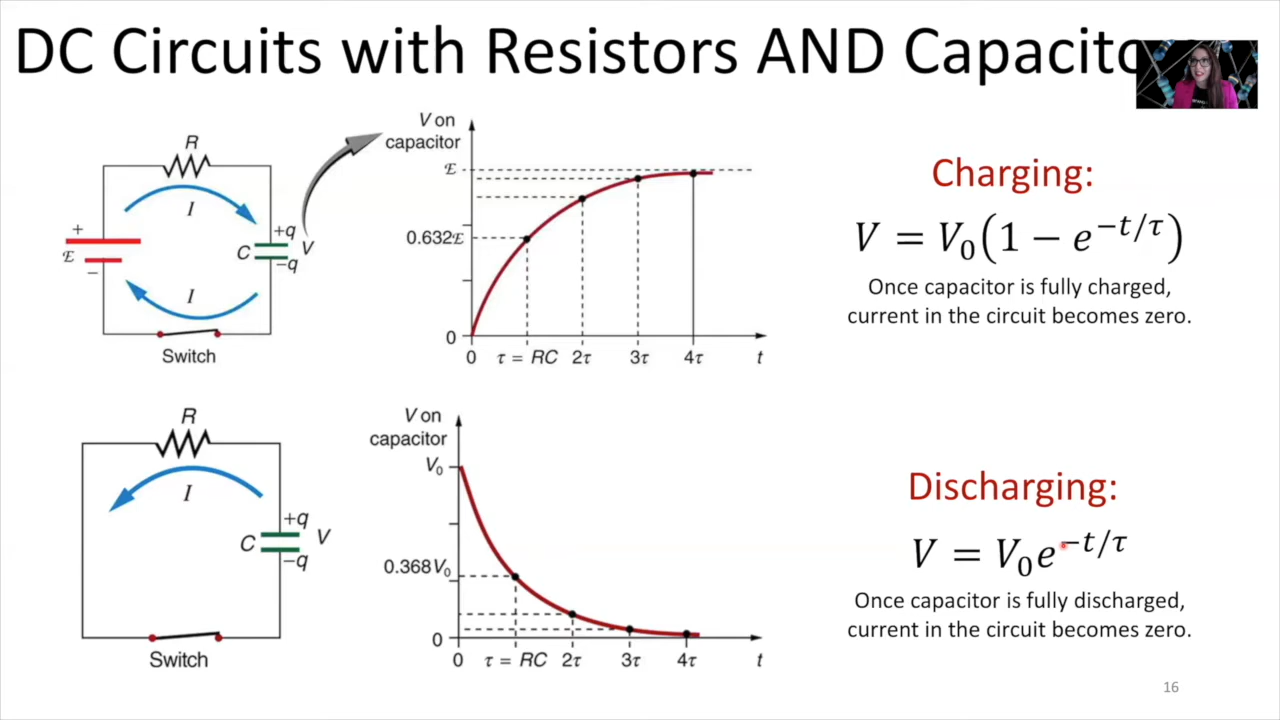 DC Circuits with Resistors AND Capacito
R
I
+
ℰ
−
C
+q
−q
V
I
Switch
V on
capacitor
ℰ
0.632ℰ
0
0 τ = RC 2τ 3τ 4τ t
Charging:
V = V₀(1 − e^{−t/τ})
Once capacitor is fully charged,
current in the circuit becomes zero.
R
I
C
+q
−q
V
Switch
V on
capacitor
V₀
0.368V₀
0
0 τ = RC 2τ 3τ 4τ t
Discharging:
V = V₀e^{−t/τ}
Once capacitor is fully discharged,
current in the circuit becomes zero.
16